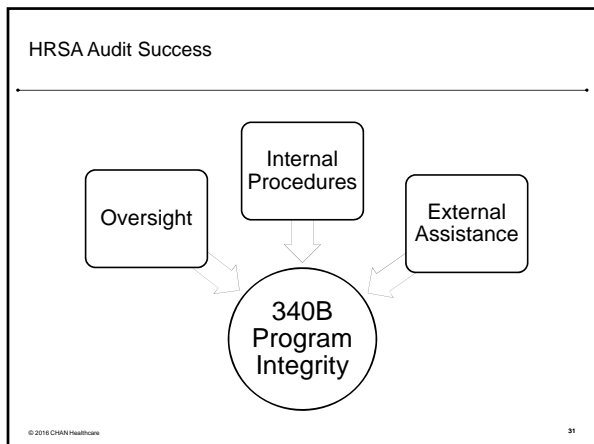 HRSA Audit Success
Internal
Procedures
Oversight
External
Assistance
340B
Program
Integrity
© 2016 CHAN Healthcare
31